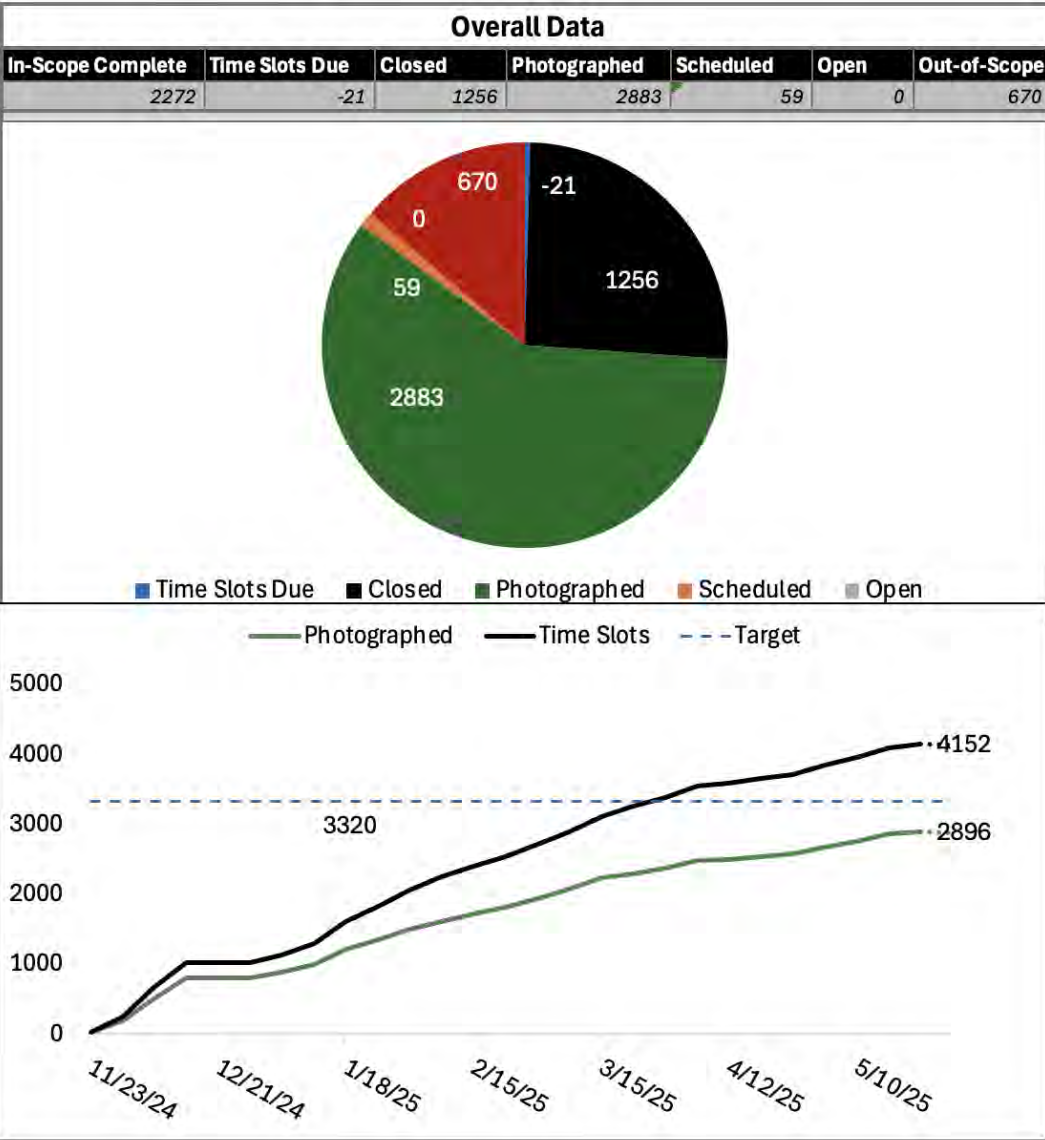 Overall Data
In-Scope Complete Time Slots Due Closed Photographed Scheduled Open Out-of-Scope
2272 -21 1256 2883 59 0 670
670 -21
0
1256
59
2883
Time Slots Due Closed Photographed Scheduled Open
Photographed Time Slots Target
5000
4152
4000
3000
3320
2896
2000
1000
0
11/23/24 12/21/24 1/18/25 2/15/25 3/15/25 4/12/25 5/10/25